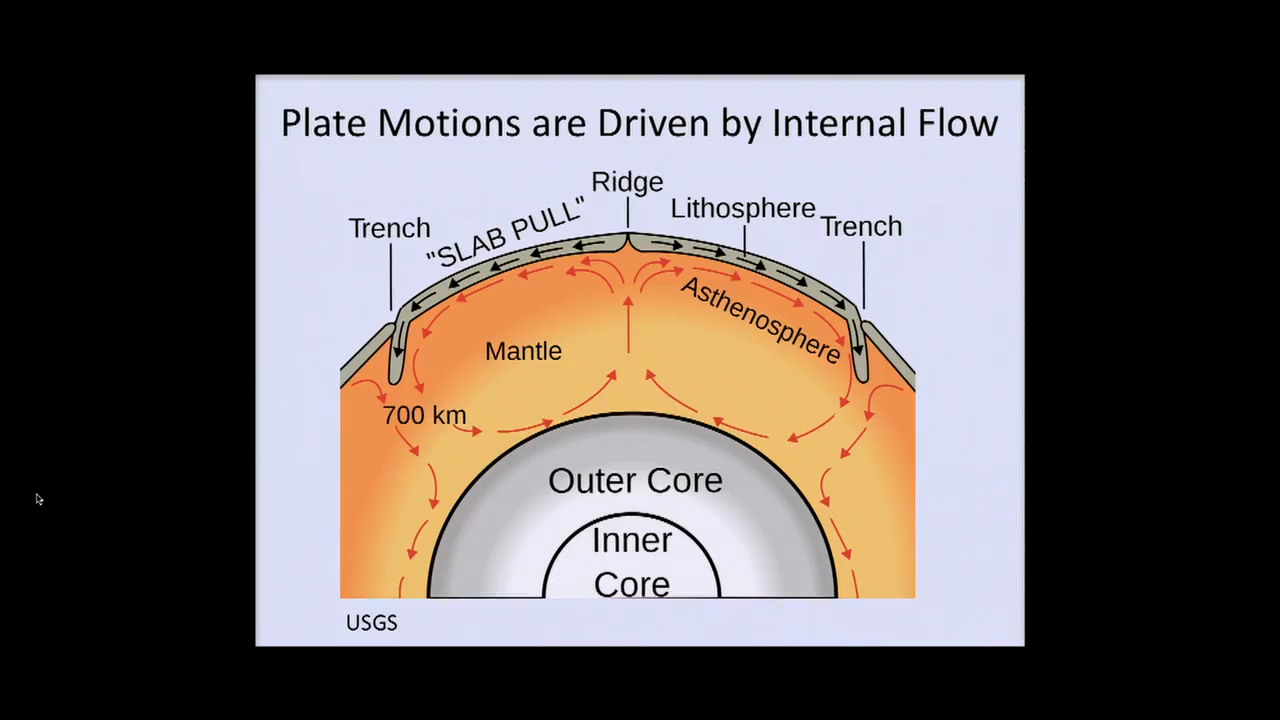 Plate Motions are Driven by Internal Flow
Ridge
Lithosphere
Trench
"SLAB PULL"
Trench
Asthenosphere
Mantle
700 km
Outer Core
Inner
Core
USGS